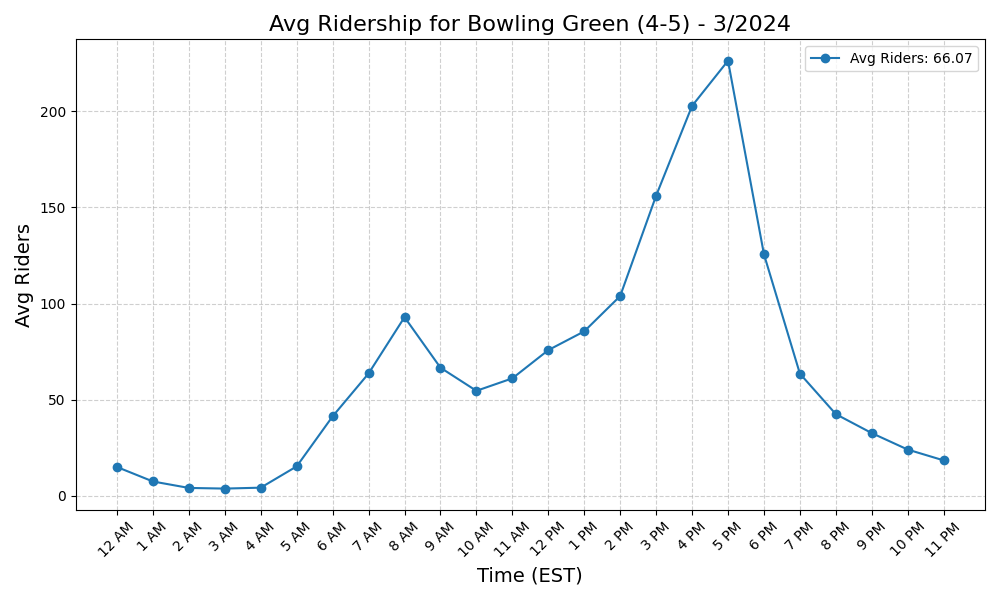 Avg Ridership for Bowling Green (4-5) - 3/2024
Avg Riders: 66.07
Avg Riders
200
150
100
50
0
12 AM
1 AM
2 AM
3 AM
4 AM
5 AM
6 AM
7 AM
8 AM
9 AM
10 AM
11 AM
12 PM
1 PM
2 PM
3 PM
4 PM
5 PM
6 PM
7 PM
8 PM
9 PM
10 PM
11 PM
Time (EST)